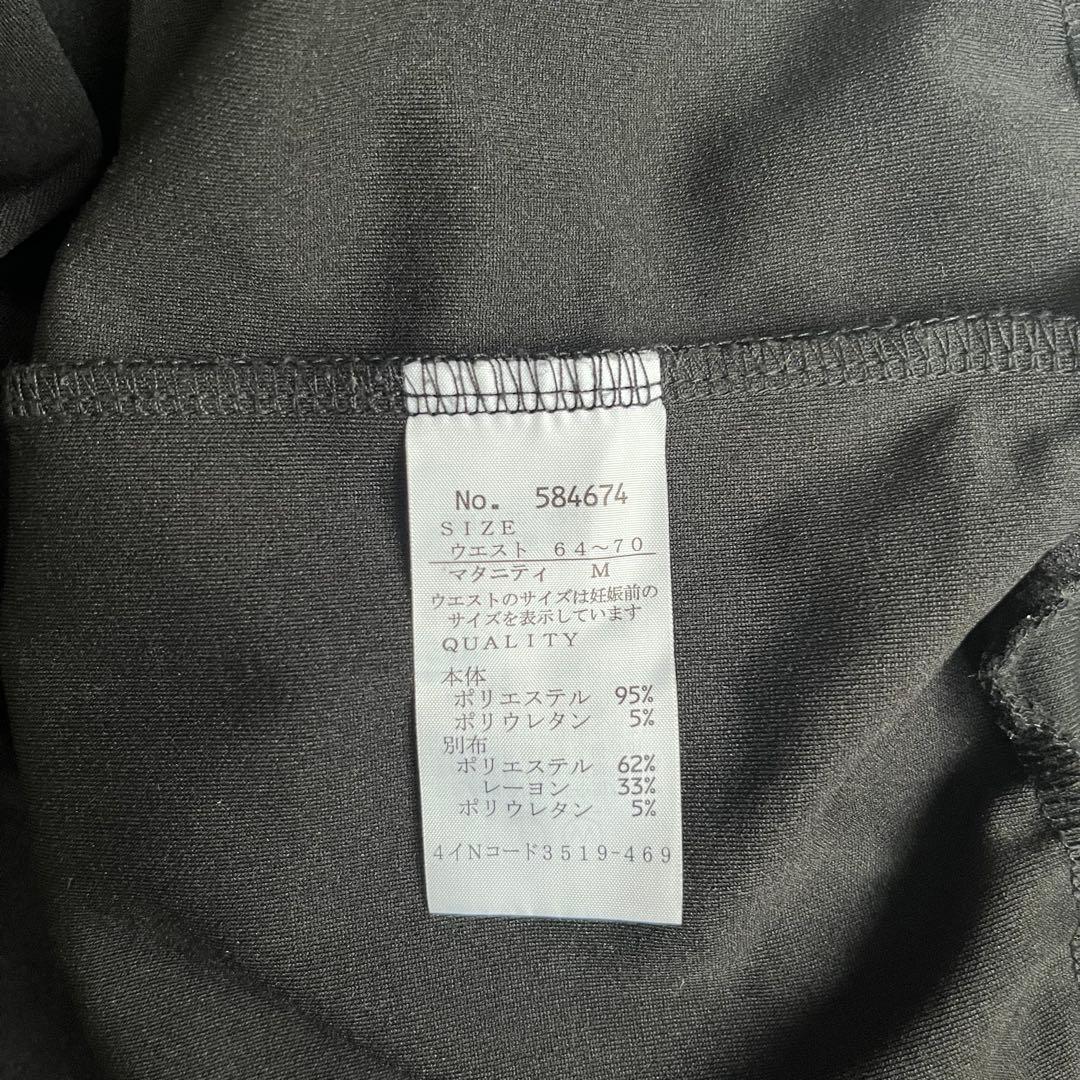 No. 584674
SIZE
ウエスト 64～70
マタニティ M
ウエストのサイズは妊娠前の
サイズを表示しています
QUALITY
本体
ポリエステル 95%
ポリウレタン 5%
別布
ポリエステル 62%
レーヨン 33%
ポリウレタン 5%
4イNコード3519-469